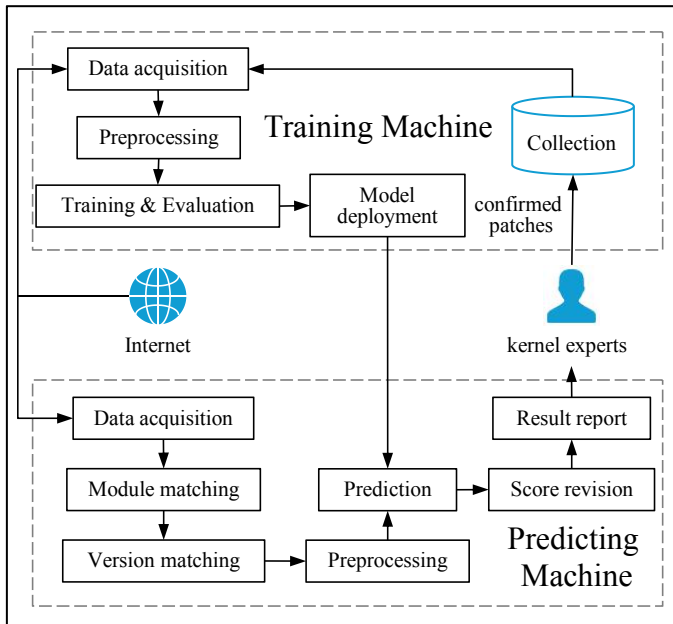 Data acquisition
Preprocessing
Training Machine
Collection
Training & Evaluation
Model
deployment
confirmed
patches
Internet
kernel experts
Data acquisition
Result report
Module matching
Prediction
Score revision
Version matching
Preprocessing
Predicting
Machine